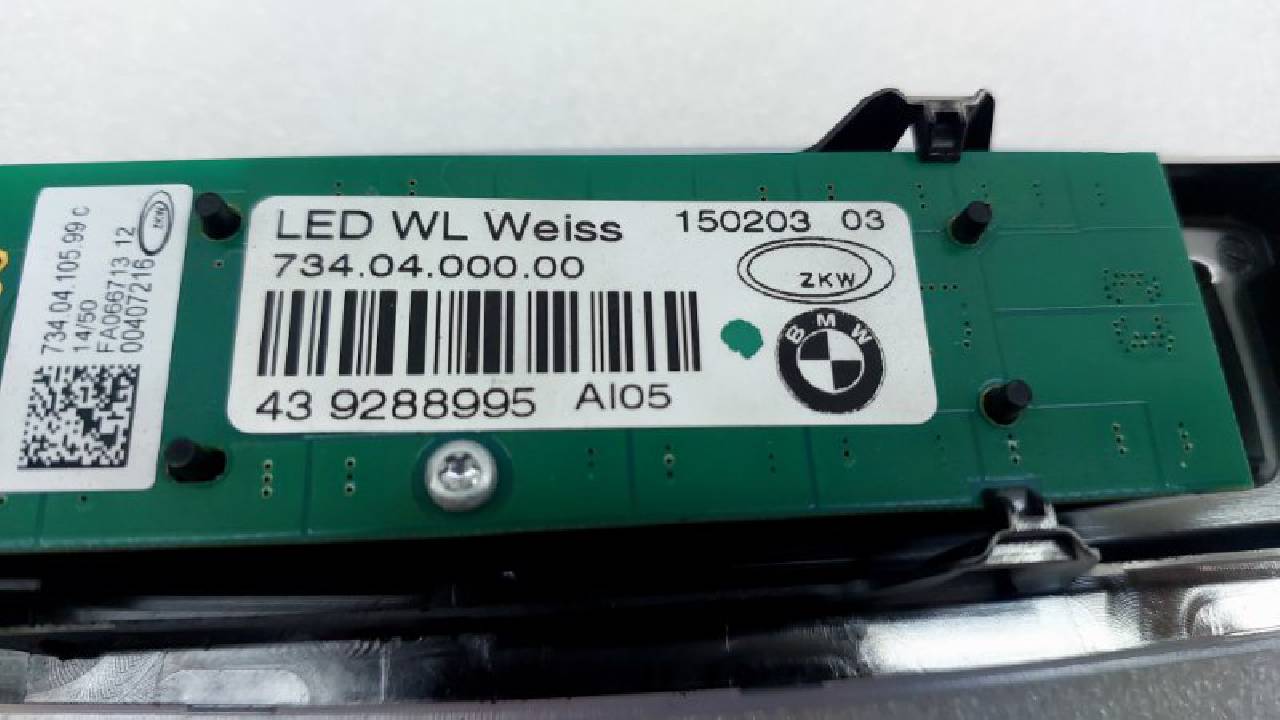 734.04.105.99 C
14/50
FA066713 12
00407216
ZKW
LED WL Weiss 150203 03
734.04.000.00
ZKW
BMW
43 9288995 AI05